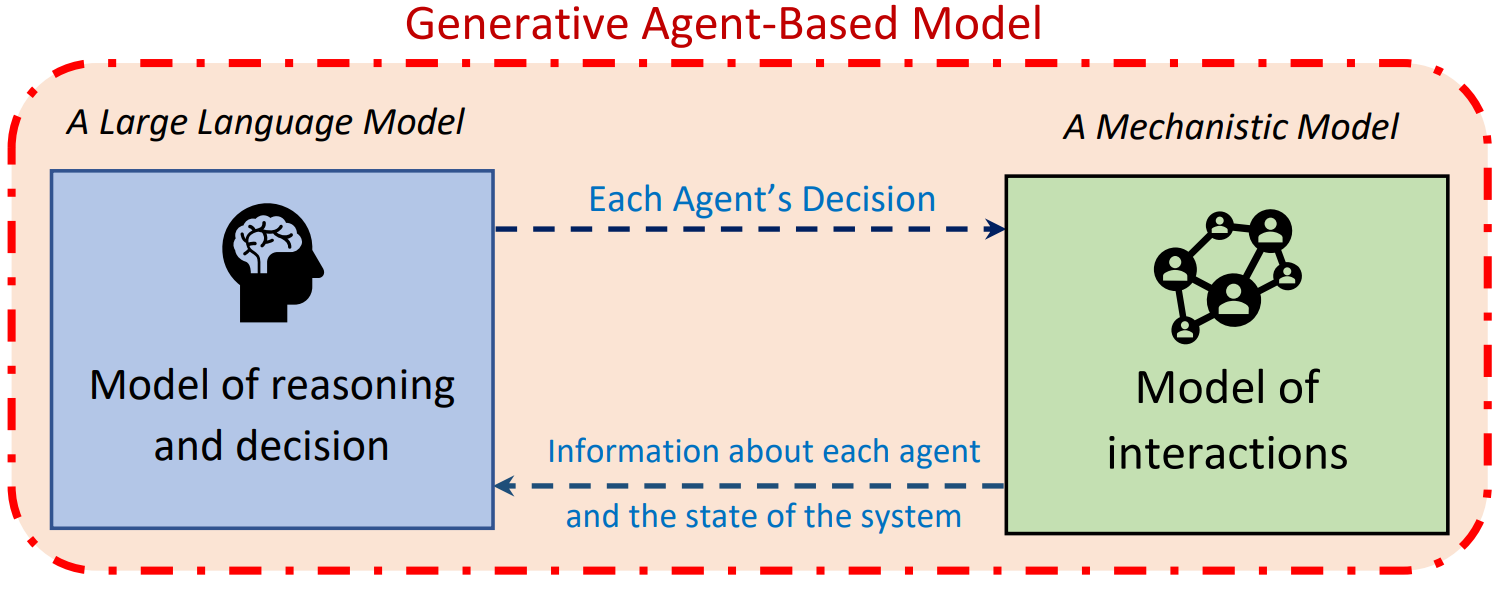 Generative Agent-Based Model
A Large Language Model
A Mechanistic Model
Each Agent’s Decision
Model of reasoning
and decision
Model of
interactions
Information about each agent
and the state of the system